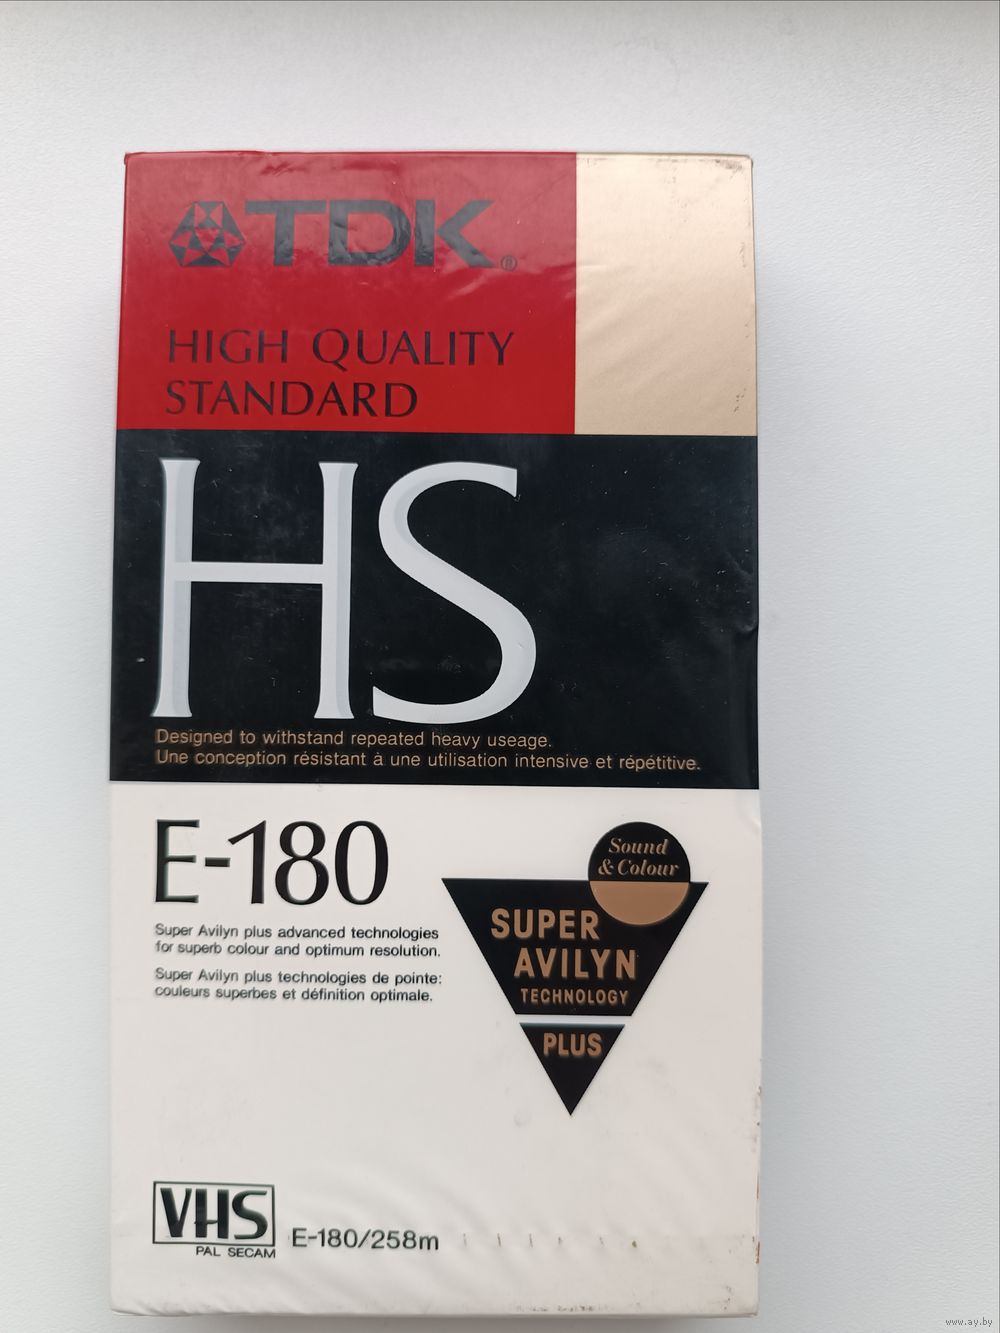 TDK®
HIGH QUALITY
STANDARD
HS
Designed to withstand repeated heavy useage.
Une conception résistant à une utilisation intensive et répétitive.
E-180
Super Avilyn plus advanced technologies
for superb colour and optimum resolution.
Super Avilyn plus technologies de pointe:
couleurs superbes et définition optimale.
Sound
& Colour
SUPER
AVILYN
TECHNOLOGY
PLUS
VHS
PAL SECAM
E-180/258m
www.ay.by